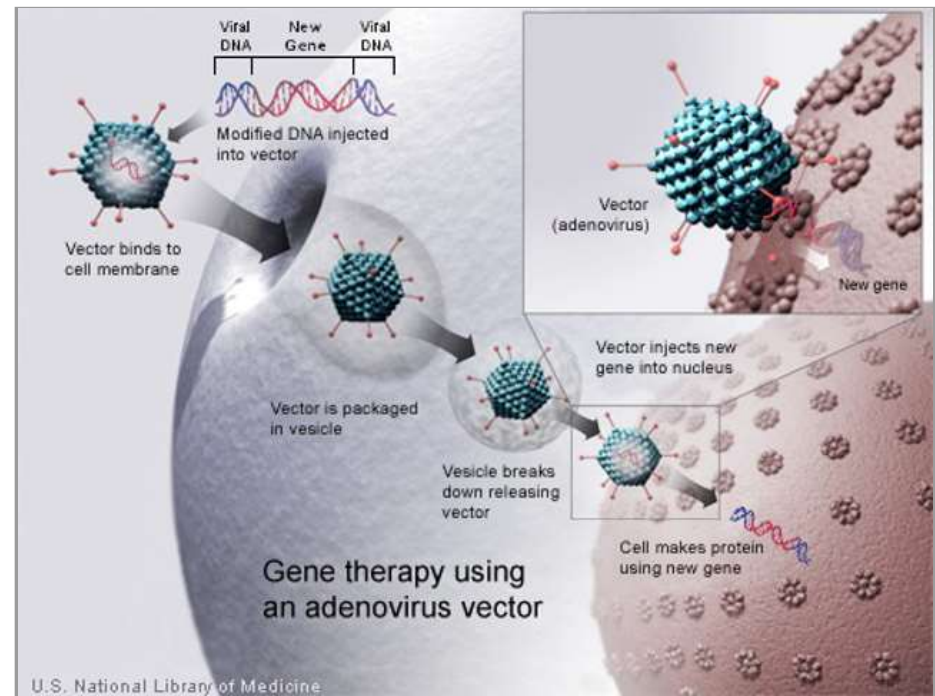 Viral
DNA
New
Gene
Viral
DNA
Modified DNA injected
into vector
Vector binds to
cell membrane
Vector
(adenovirus)
New gene
Vector injects new
gene into nucleus
Vector is packaged
in vesicle
Vesicle breaks
down releasing
vector
Cell makes protein
using new gene
Gene therapy using
an adenovirus vector
U.S. National Library of Medicine